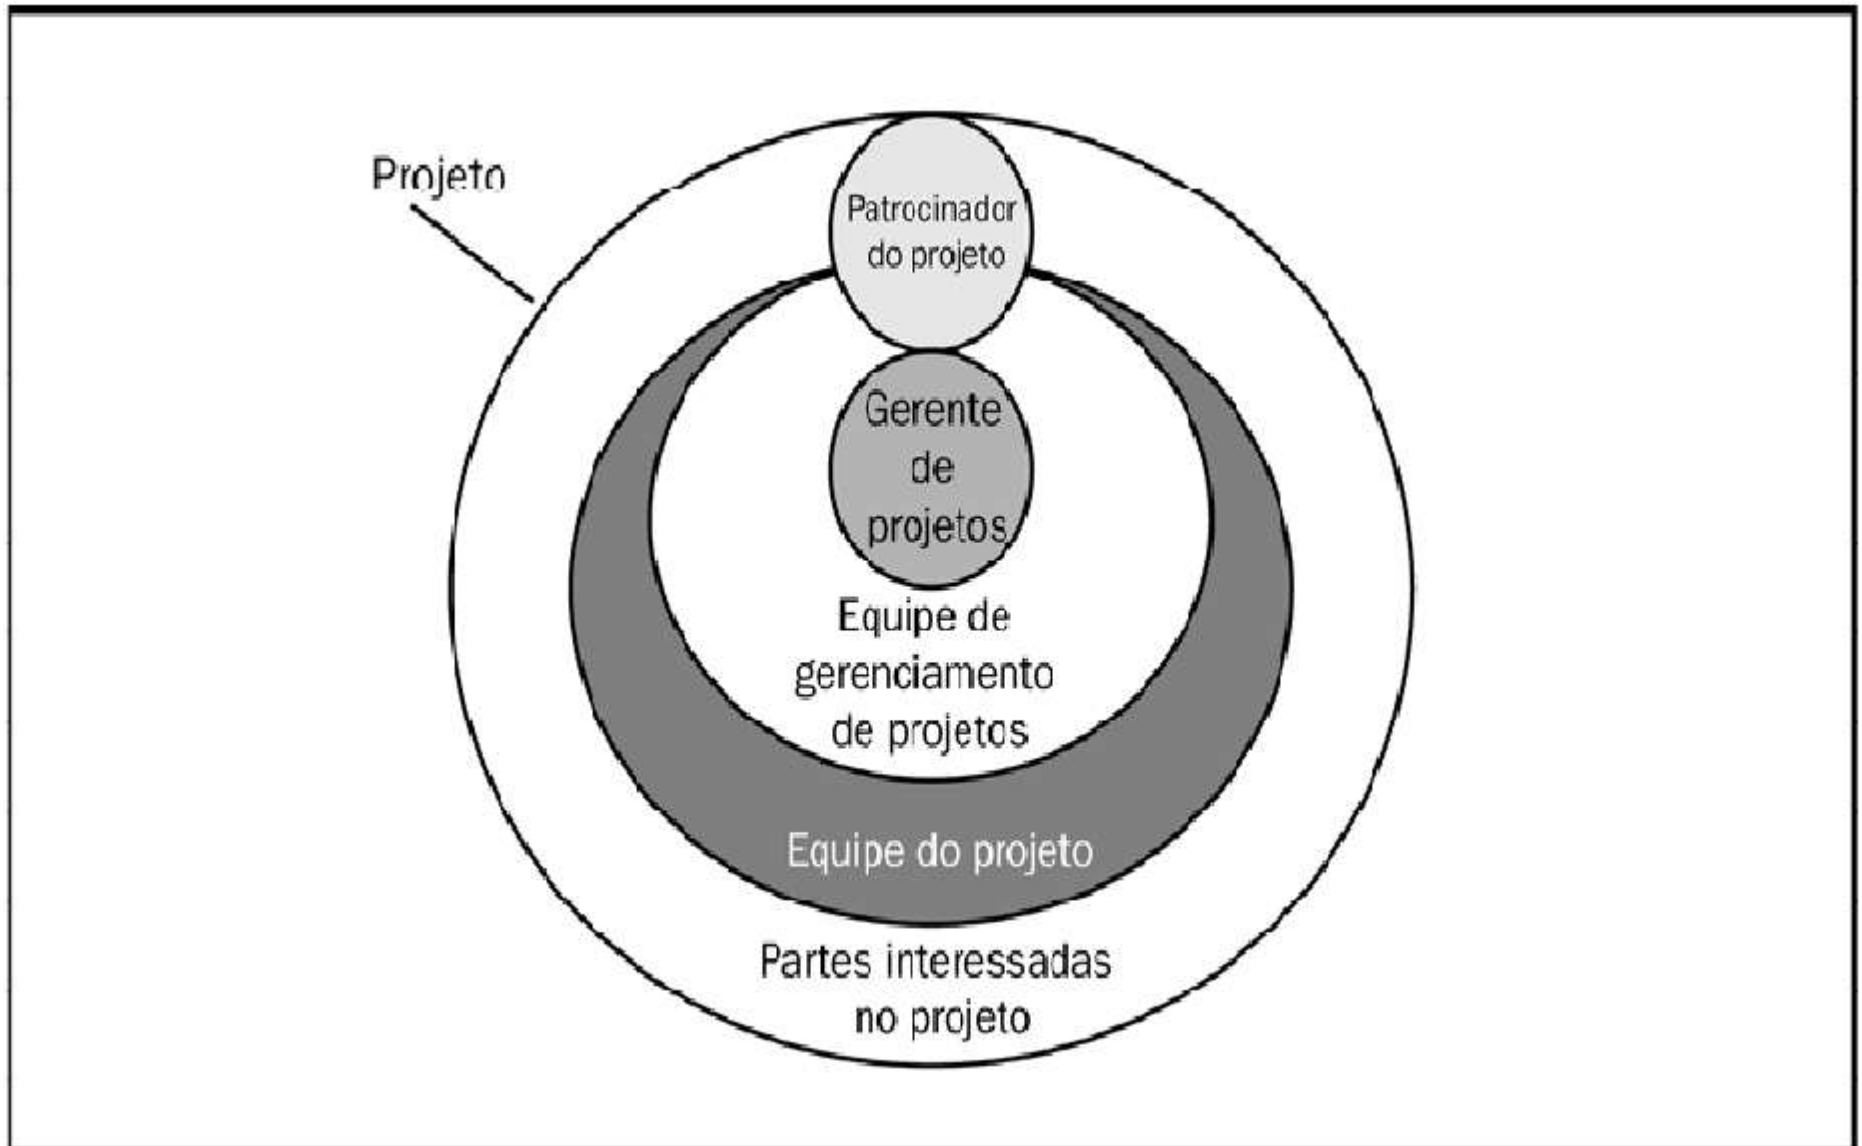 Projeto
Patrocinador
do projeto
Gerente
de
projetos
Equipe de
gerenciamento
de projetos
Equipe do projeto
Partes interessadas
no projeto